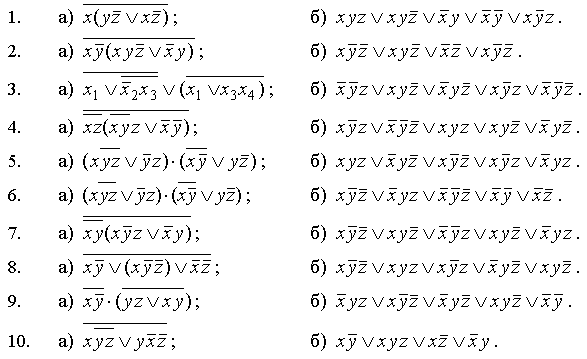 1. а) $\overline{x(y\bar{z} \vee x\bar{z})}$; б) $xyz \vee xy\bar{z} \vee \bar{x}y \vee \bar{x}\bar{y} \vee x\bar{y}z$.
2. а) $\overline{x\bar{y}(xy\bar{z} \vee \bar{x}y)}$; б) $x\bar{y}\bar{z} \vee xy\bar{z} \vee \bar{x}\bar{z} \vee x\bar{y}\bar{z}$.
3. а) $\overline{x_1 \vee \overline{\bar{x}_2 x_3}} \vee (\overline{x_1 \vee x_3 x_4})$; б) $\bar{x}\bar{y}z \vee xy\bar{z} \vee \bar{x}y\bar{z} \vee x\bar{y}z \vee \bar{x}\bar{y}\bar{z}$.
4. а) $\overline{\overline{xz}(\overline{xy}z \vee \bar{x}\bar{y})}$; б) $x\bar{y}z \vee \bar{x}\bar{y}\bar{z} \vee xyz \vee xy\bar{z} \vee \bar{x}y\bar{z}$.
5. а) $(x\overline{yz} \vee \bar{y}z) \cdot (\overline{x\bar{y}} \vee y\bar{z})$; б) $xyz \vee \bar{x}y\bar{z} \vee x\bar{y}\bar{z} \vee x\bar{y}z \vee \bar{x}yz$.
6. а) $(x\overline{yz} \vee \bar{y}z) \cdot (\overline{x\bar{y}} \vee y\bar{z})$; б) $x\bar{y}\bar{z} \vee \bar{x}yz \vee \bar{x}\bar{y}\bar{z} \vee \bar{x}\bar{y} \vee \bar{x}\bar{z}$.
7. а) $\overline{\overline{xy}(x\bar{y}z \vee \bar{x}y)}$; б) $x\bar{y}\bar{z} \vee xyz \vee \bar{x}\bar{y}z \vee xy\bar{z} \vee \bar{x}yz$.
8. а) $\overline{x\bar{y} \vee (x\bar{y}\bar{z}) \vee \bar{x}\bar{z}}$; б) $x\bar{y}\bar{z} \vee xyz \vee x\bar{y}z \vee \bar{x}y\bar{z} \vee xy\bar{z}$.
9. а) $\overline{x\bar{y}} \cdot (\overline{yz \vee xy})$; б) $\bar{x}yz \vee x\bar{y}\bar{z} \vee \bar{x}y\bar{z} \vee xyz \vee \bar{x}\bar{y}$.
10. а) $\overline{x\overline{yz} \vee y\bar{x}\bar{z}}$; б) $x\bar{y} \vee xyz \vee x\bar{z} \vee \bar{x}y$.